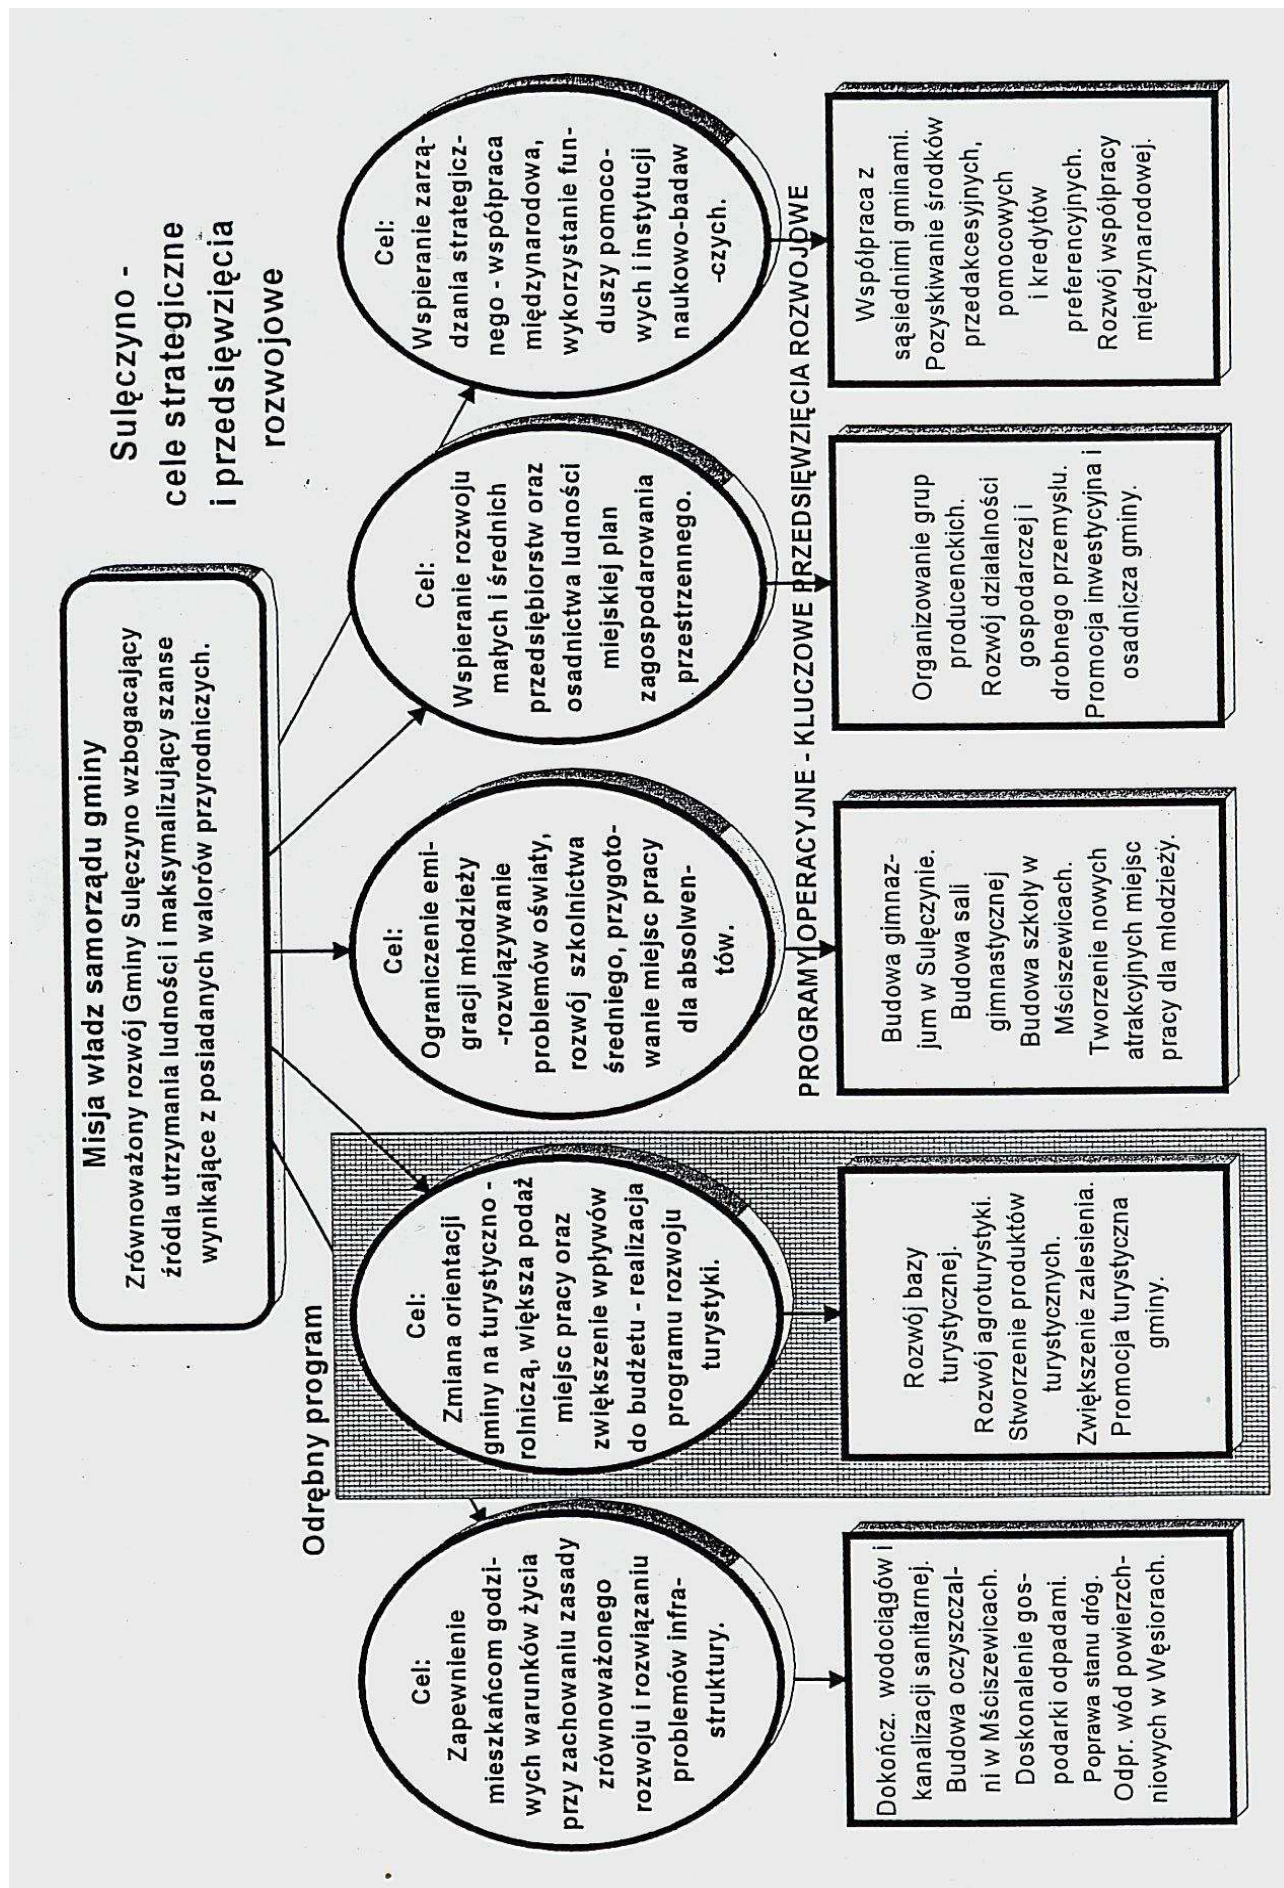 Sulęczyno -
cele strategiczne
i przedsięwzięcia
rozwojowe
Misja władz samorządu gminy
Zrównoważony rozwój Gminy Sulęczyno wzbogacający
źródła utrzymania ludności i maksymalizujący szanse
wynikające z posiadanych walorów przyrodniczych.
Odrębny program
Cel:
Zapewnienie
mieszkańcom godzi-
wych warunków życia
przy zachowaniu zasady
zrównoważonego
rozwoju i rozwiązaniu
problemów infra-
struktury.
Cel:
Zmiana orientacji
gminy na turystyczno -
rolniczą, większa podaż
miejsc pracy oraz
zwiększenie wpływów
do budżetu - realizacja
programu rozwoju
turystyki.
Cel:
Ograniczenie emi-
gracji młodzieży
-rozwiązywanie
problemów oświaty,
rozwój szkolnictwa
średniego, przygoto-
wanie miejsc pracy
dla absolwen-
tów.
Cel:
Wspieranie rozwoju
małych i średnich
przedsiębiorstw oraz
osadnictwa ludności
miejskiej plan
zagospodarowania
przestrzennego.
Cel:
Wspieranie zarzą-
dzania strategicz-
nego - współpraca
międzynarodowa,
wykorzystanie fun-
duszy pomoco-
wych i instytucji
naukowo-badaw
-czych.
PROGRAMY OPERACYJNE - KLUCZOWE PRZEDSIĘWZIĘCIA ROZWOJOWE
Dokończ. wodociągów i
kanalizacji sanitarnej.
Budowa oczyszczal-
ni w Mściszewicach.
Doskonalenie gos-
podarki odpadami.
Poprawa stanu dróg.
Odpr. wód powierzch-
niowych w Węsiorach.
Rozwój bazy
turystycznej.
Rozwój agroturystyki.
Stworzenie produktów
turystycznych.
Zwiększenie zalesienia.
Promocja turystyczna
gminy.
Budowa gimnaz-
jum w Sulęczynie.
Budowa sali
gimnastycznej
Budowa szkoły w
Mściszewicach.
Tworzenie nowych
atrakcyjnych miejsc
pracy dla młodzieży.
Organizowanie grup
producenckich.
Rozwój działalności
gospodarczej i
drobnego przemysłu.
Promocja inwestycyjna i
osadnicza gminy.
Współpraca z
sąsiednimi gminami.
Pozyskiwanie środków
przedakcesyjnych,
pomocowych
i kredytów
preferencyjnych.
Rozwój współpracy
międzynarodowej.